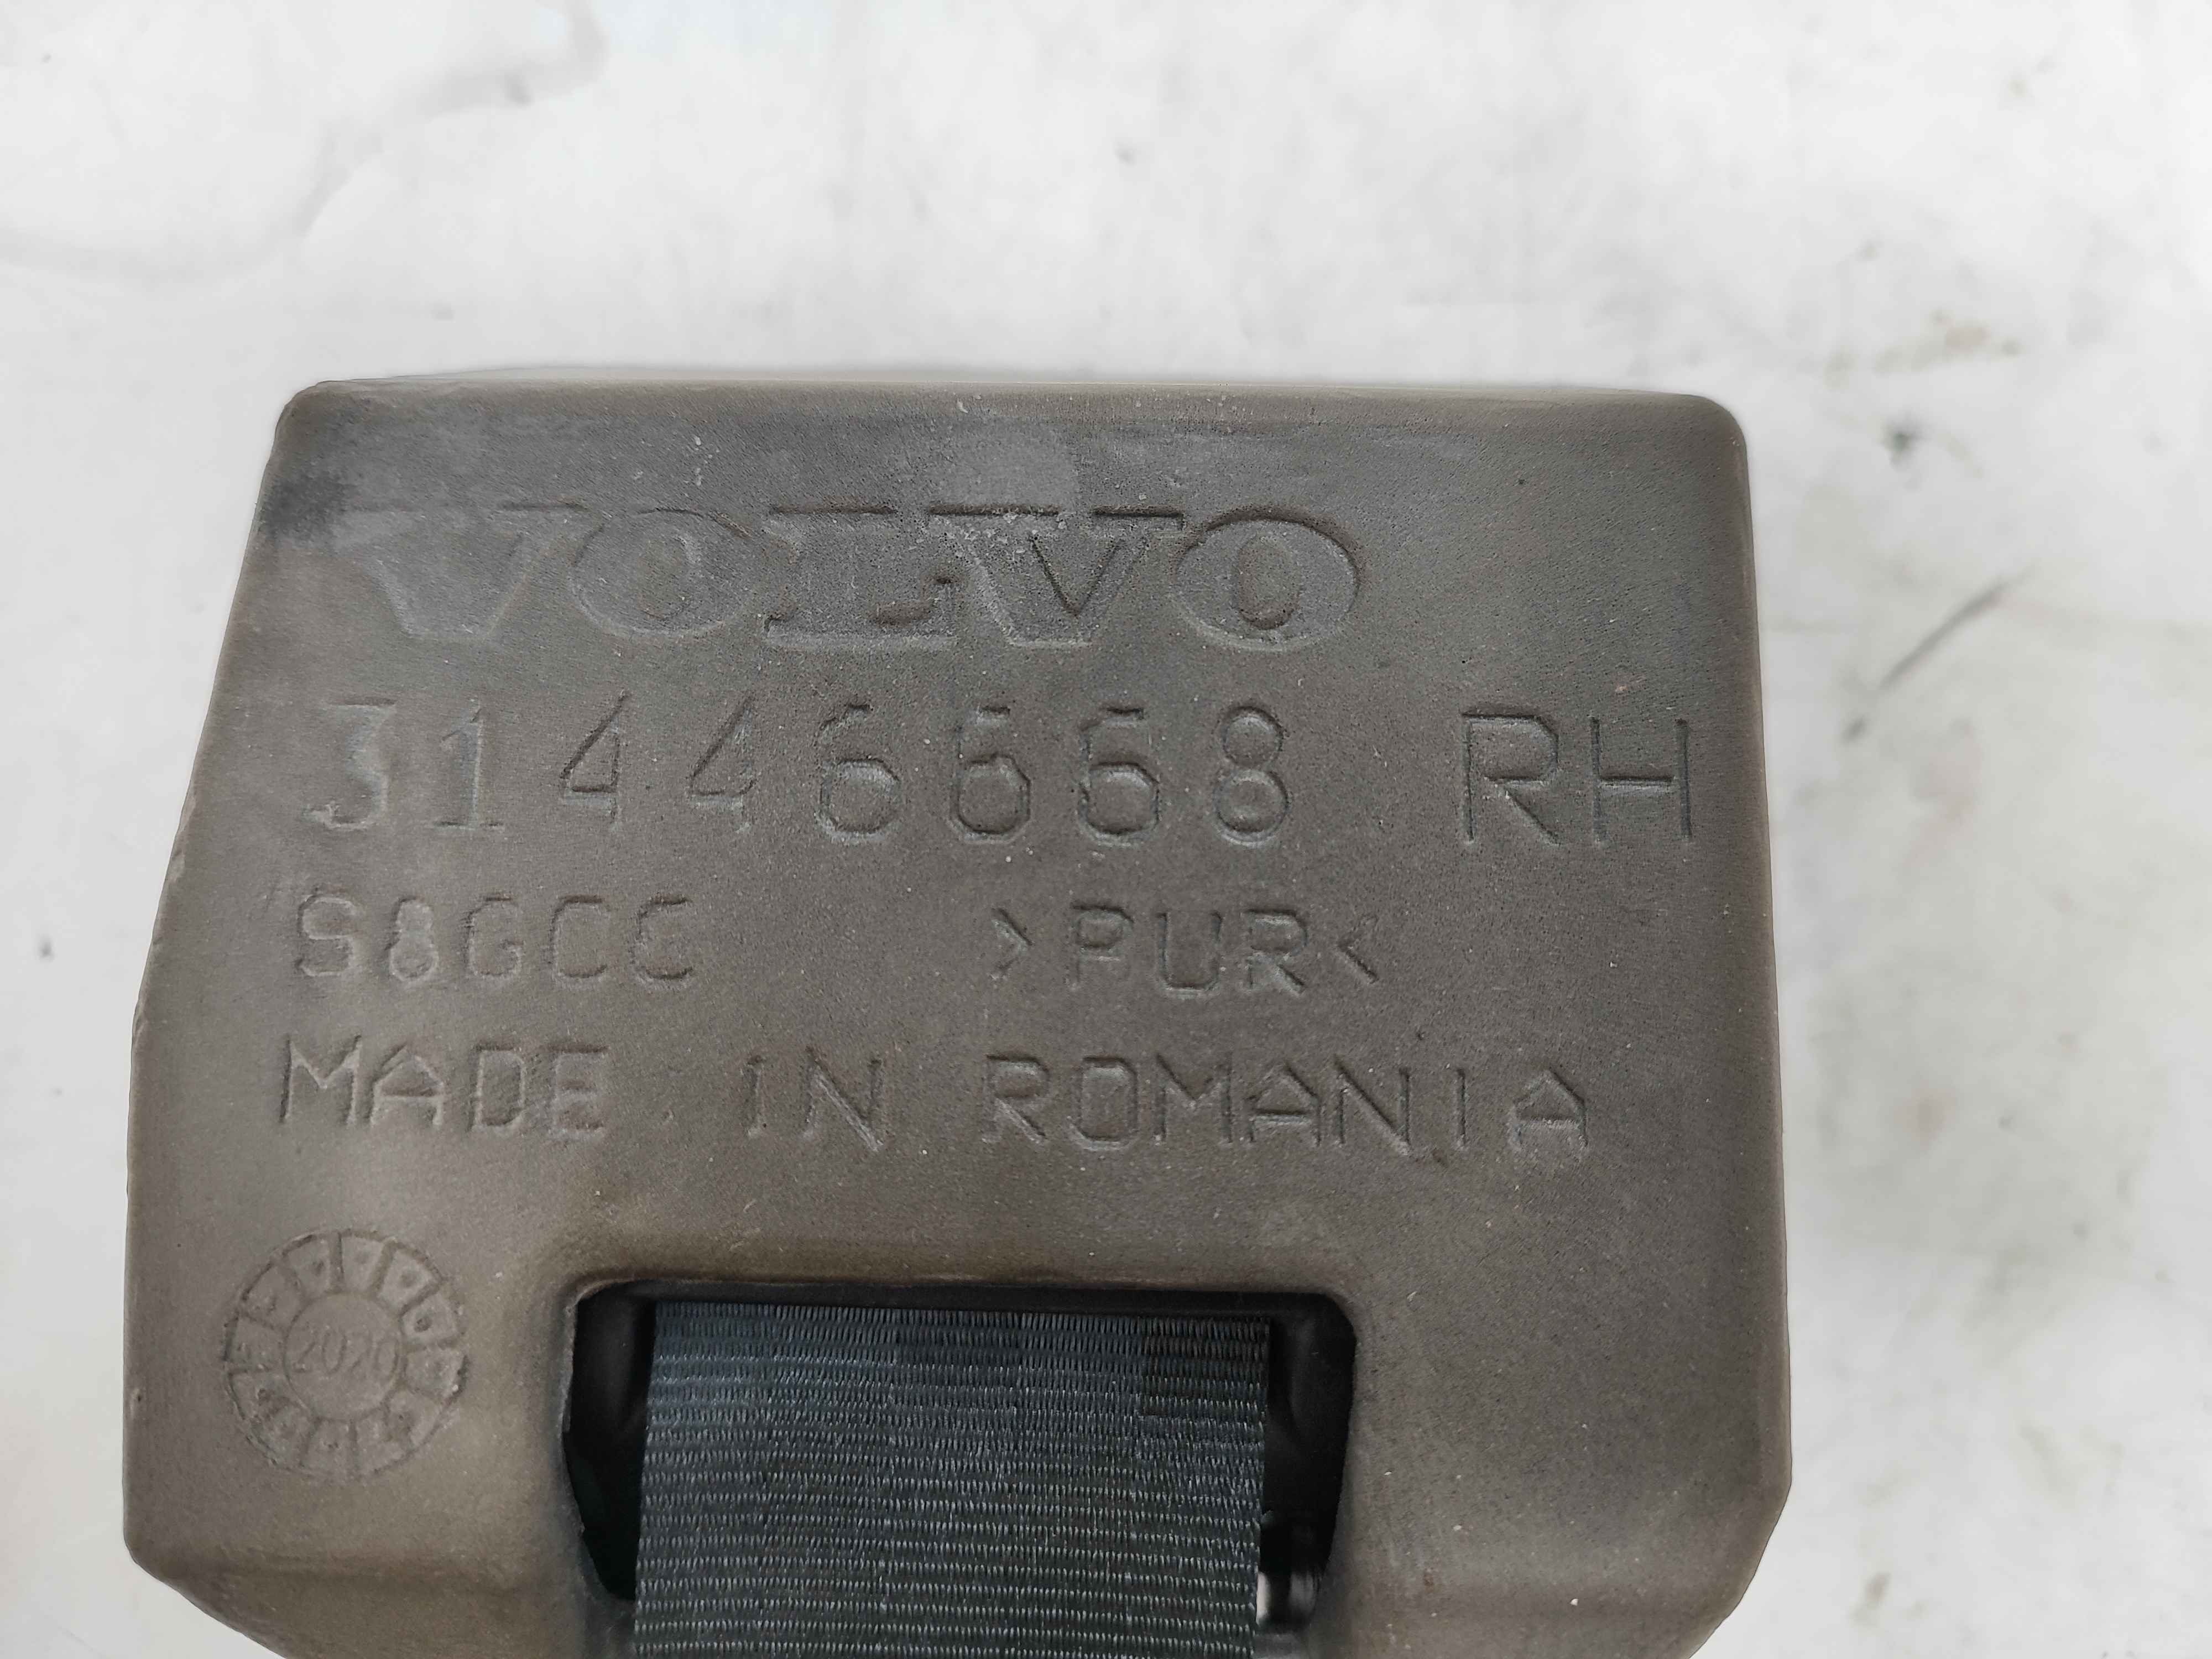 VOLVO
31446668 RH
S8GCC >PUR<
MADE IN ROMANIA
2020